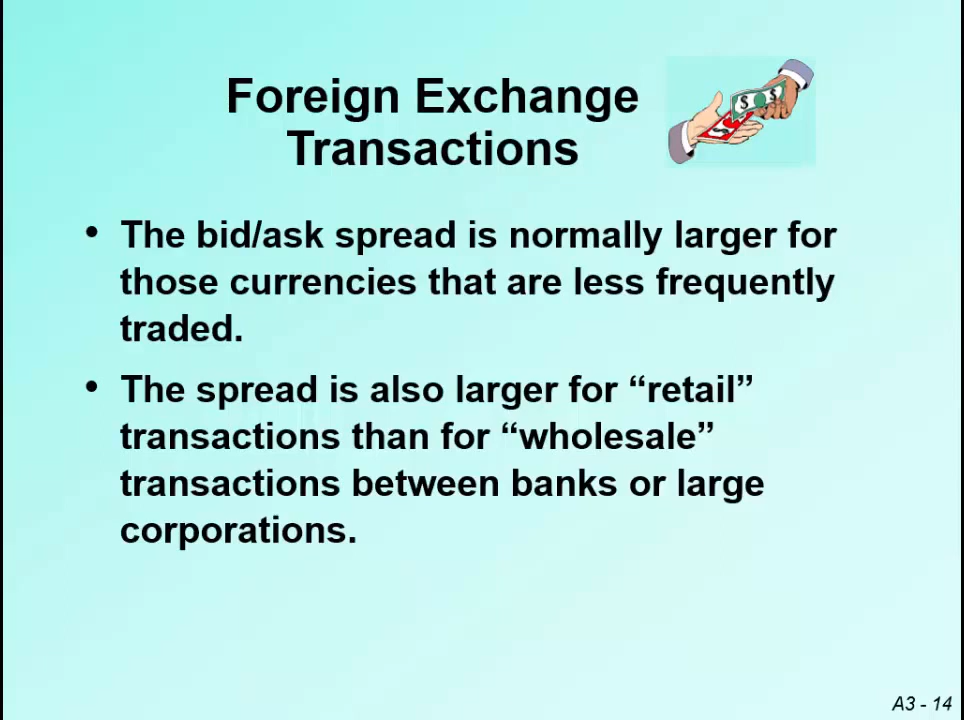 Foreign Exchange
Transactions
• The bid/ask spread is normally larger for
those currencies that are less frequently
traded.
• The spread is also larger for “retail”
transactions than for “wholesale”
transactions between banks or large
corporations.
A3 - 14